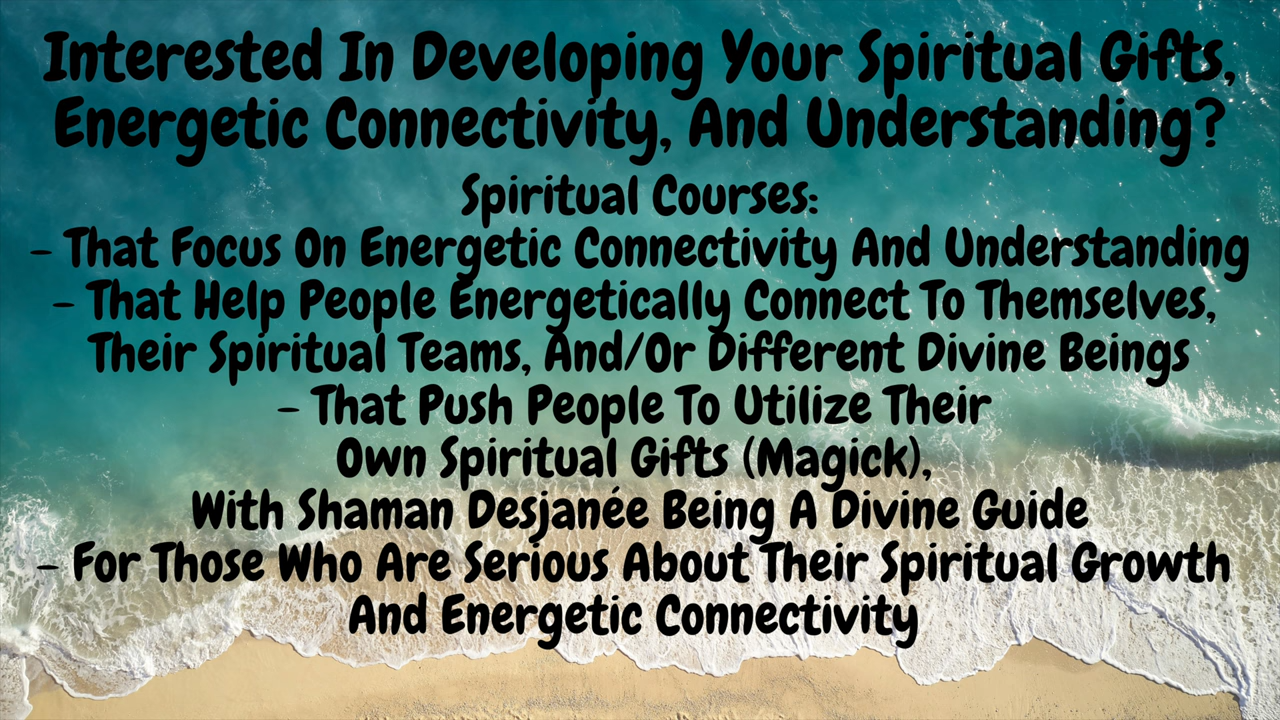 Interested In Developing Your Spiritual Gifts,
Energetic Connectivity, And Understanding?
Spiritual Courses:
- That Focus On Energetic Connectivity And Understanding
- That Help People Energetically Connect To Themselves,
Their Spiritual Teams, And/Or Different Divine Beings
- That Push People To Utilize Their
Own Spiritual Gifts (Magick),
With Shaman Desjanée Being A Divine Guide
- For Those Who Are Serious About Their Spiritual Growth
And Energetic Connectivity